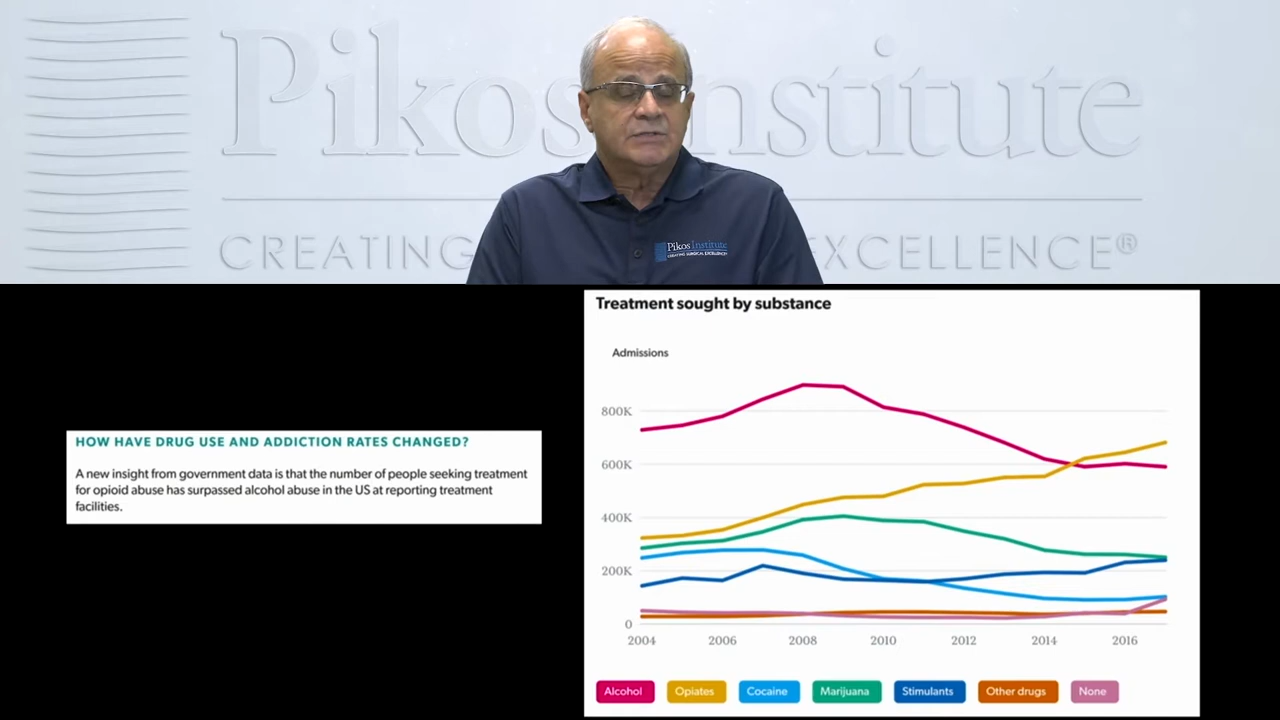 Pikos Institute
CREATING EXCELLENCE®
Pikos Institute
CREATING SURGICAL EXCELLENCE
HOW HAVE DRUG USE AND ADDICTION RATES CHANGED?
A new insight from government data is that the number of people seeking treatment
for opioid abuse has surpassed alcohol abuse in the US at reporting treatment
facilities.
Treatment sought by substance
Admissions
800K
600K
400K
200K
0
2004 2006 2008 2010 2012 2014 2016
Alcohol Opiates Cocaine Marijuana Stimulants Other drugs None